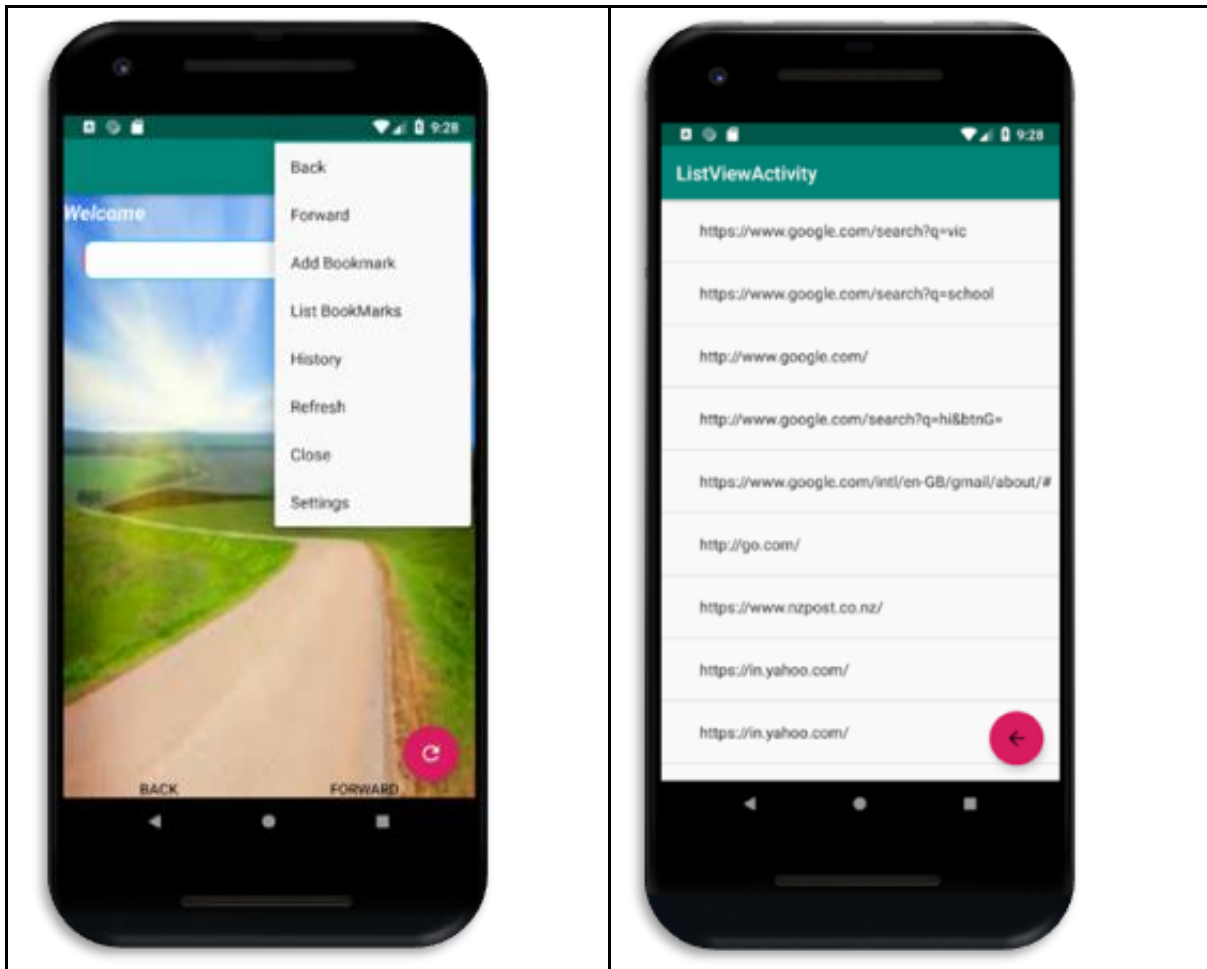 9:28
Back
Welcome
Forward
Add Bookmark
List BookMarks
History
Refresh
Close
Settings
BACK FORWARD
9:28
ListViewActivity
https://www.google.com/search?q=vic
https://www.google.com/search?q=school
http://www.google.com/
http://www.google.com/search?q=hi&btnG=
https://www.google.com/intl/en-GB/gmail/about/#
http://go.com/
https://www.nzpost.co.nz/
https://in.yahoo.com/
https://in.yahoo.com/